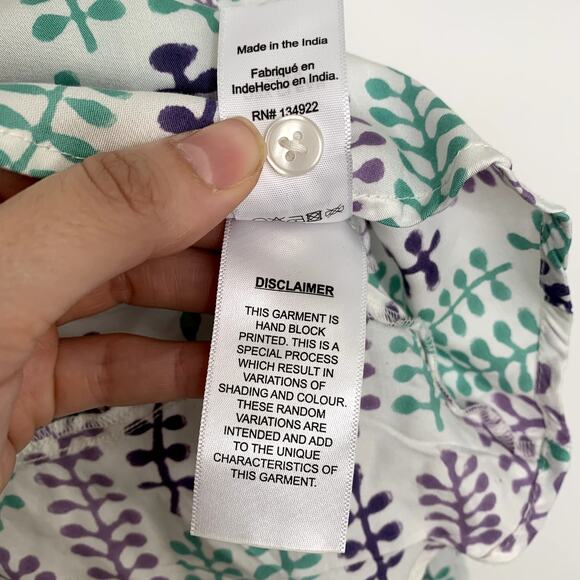 Made in the India
Fabriqué en
IndeHecho en India.
RN# 134922
DISCLAIMER
THIS GARMENT IS
HAND BLOCK
PRINTED. THIS IS A
SPECIAL PROCESS
WHICH RESULT IN
VARIATIONS OF
SHADING AND COLOUR.
THESE RANDOM
VARIATIONS ARE
INTENDED AND ADD
TO THE UNIQUE
CHARACTERISTICS OF
THIS GARMENT.